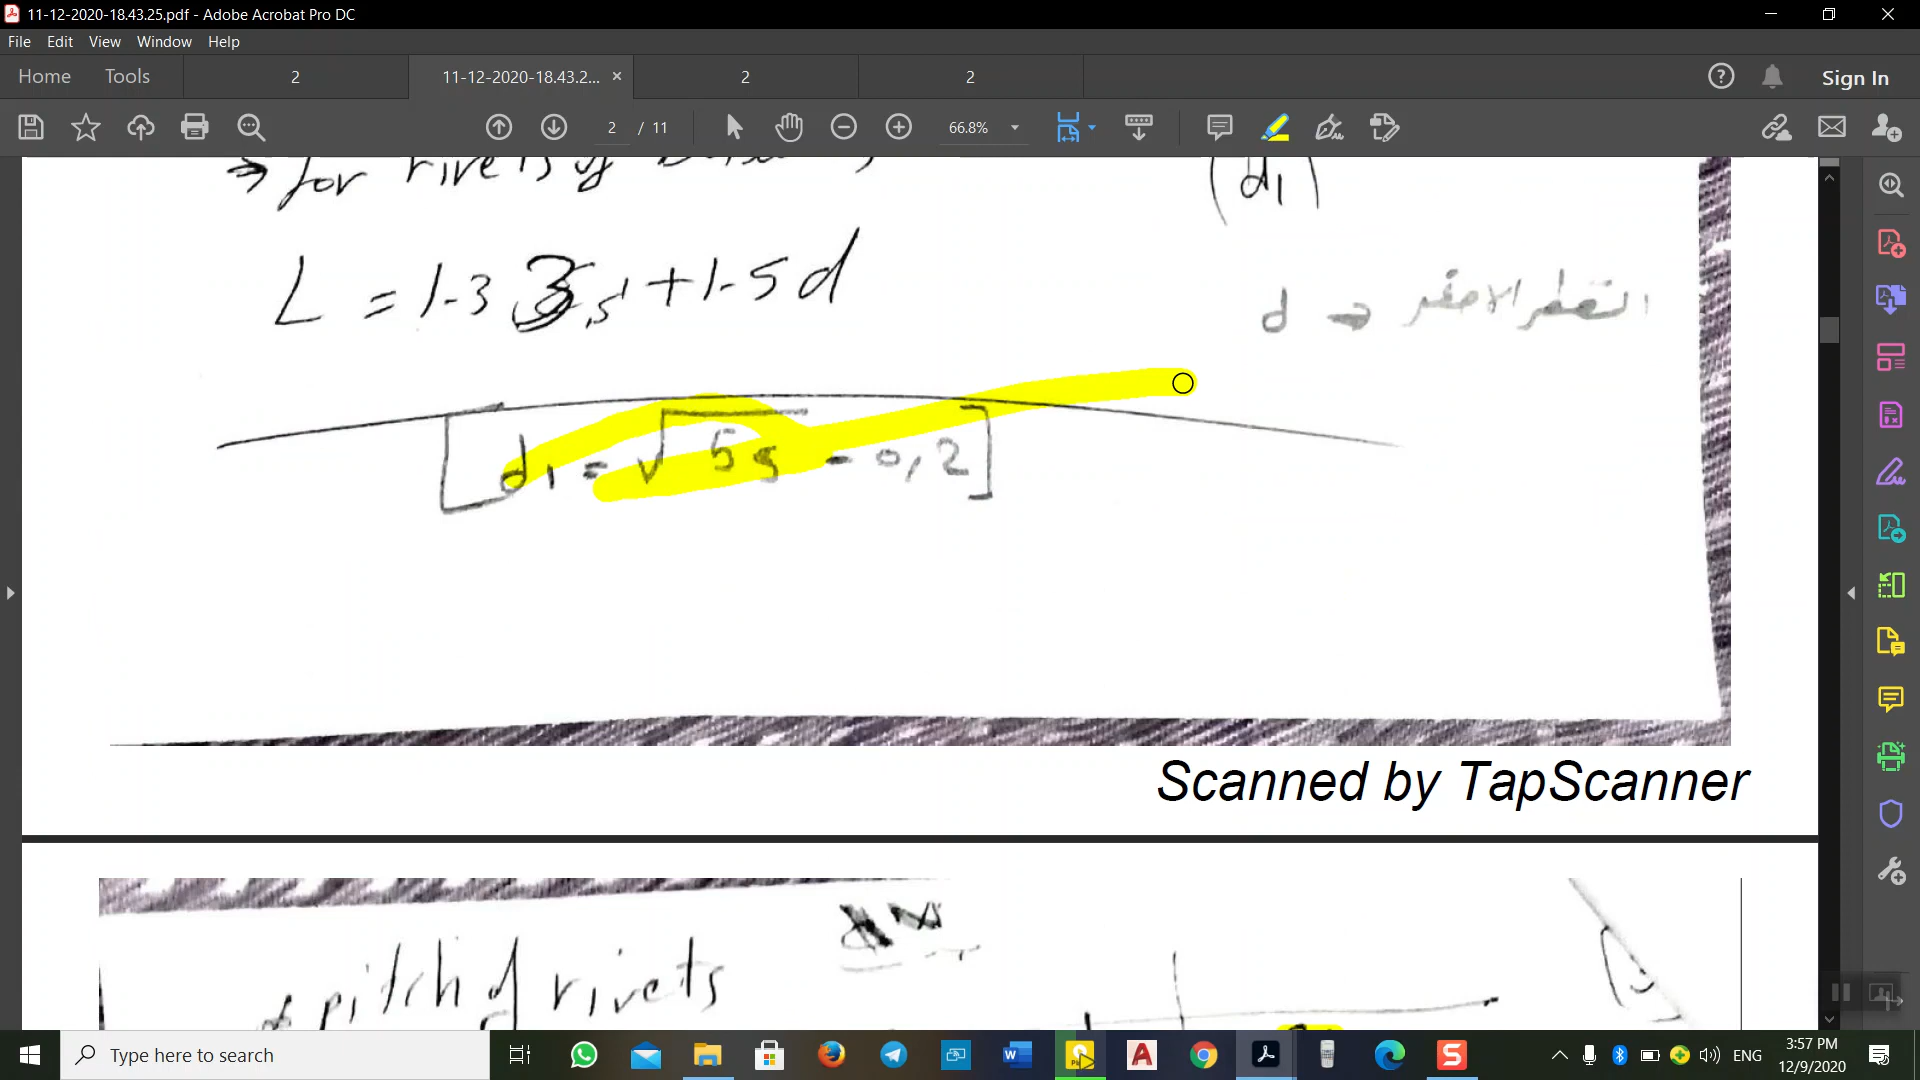 11-12-2020-18.43.25.pdf - Adobe Acrobat Pro DC
File Edit View Window Help
Home Tools 2 11-12-2020-18.43.2... × 2 2 Sign In
2 / 11 66.8%
→ for rivets of
(d1)
L = 1.3 s + 1.5 d
d → القطر الاصغر
[d1 = √5s - 0,2]
Scanned by TapScanner
* pitch of rivets
Type here to search
ENG
3:57 PM
12/9/2020